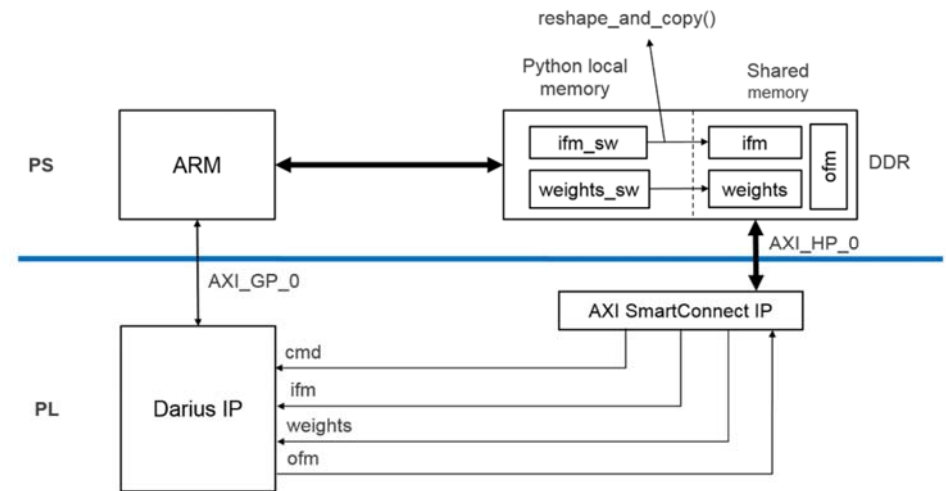 reshape_and_copy()
Python local
memory
Shared
memory
PS
ARM
ifm_sw
ifm
weights_sw
weights
ofm
DDR
AXI_GP_0
AXI_HP_0
AXI SmartConnect IP
PL
Darius IP
cmd
ifm
weights
ofm